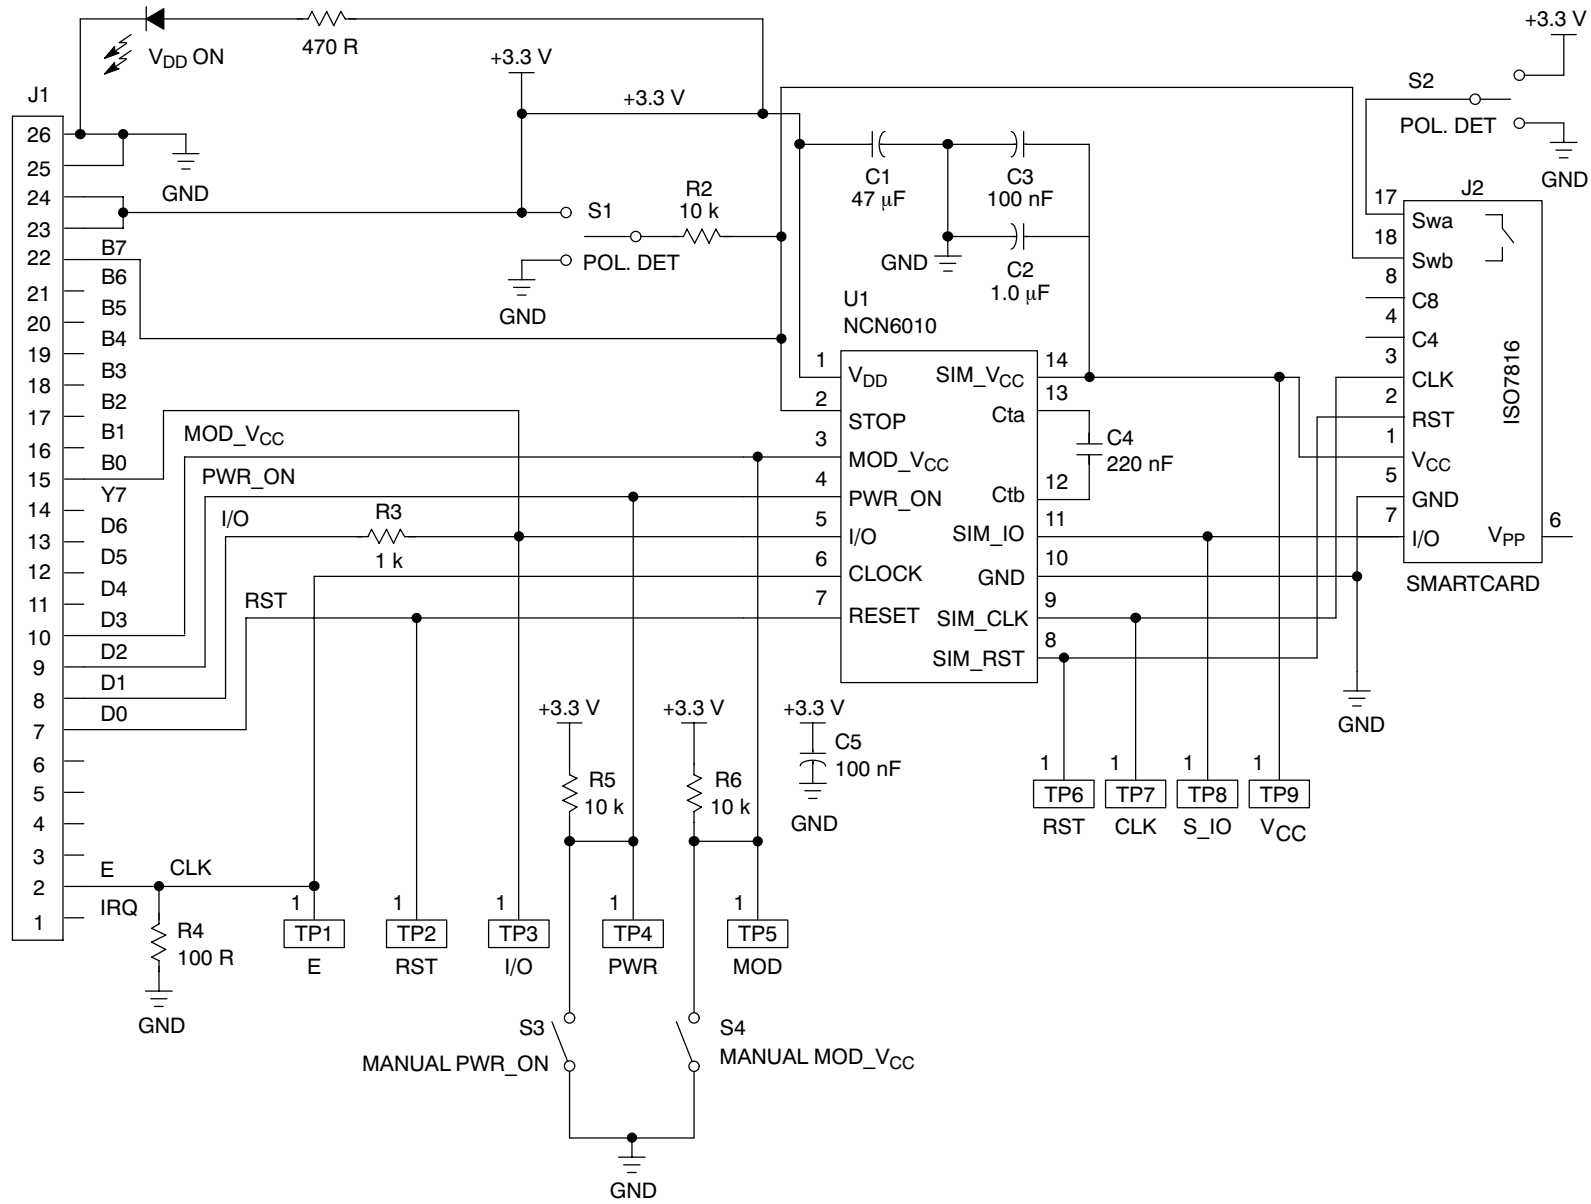 V_DD ON
470 R
+3.3 V
+3.3 V
+3.3 V
J1
26
25
24
23
22
21
20
19
18
17
16
15
14
13
12
11
10
9
8
7
6
5
4
3
2
1
GND
B7
B6
B5
B4
B3
B2
B1
B0
Y7
D6
D5
D4
D3
D2
D1
D0
E
IRQ
CLK
R4
100 R
GND
MOD_V_CC
PWR_ON
I/O
R3
1 k
RST
S1
POL. DET
GND
R2
10 k
C1
47 μF
C3
100 nF
GND
C2
1.0 μF
U1
NCN6010
1
2
3
4
5
6
7
V_DD
STOP
MOD_V_CC
PWR_ON
I/O
CLOCK
RESET
SIM_V_CC
Cta
Ctb
SIM_IO
GND
SIM_CLK
SIM_RST
14
13
12
11
10
9
8
C4
220 nF
S2
POL. DET
GND
J2
17
18
8
4
3
2
1
5
7
Swa
Swb
C8
C4
CLK
RST
V_CC
GND
I/O
ISO7816
V_PP
6
SMARTCARD
GND
+3.3 V
R5
10 k
+3.3 V
R6
10 k
+3.3 V
C5
100 nF
GND
1
TP6
RST
1
TP7
CLK
1
TP8
S_IO
1
TP9
V_CC
1
TP1
E
1
TP2
RST
1
TP3
I/O
1
TP4
PWR
1
TP5
MOD
S3
MANUAL PWR_ON
S4
MANUAL MOD_V_CC
GND